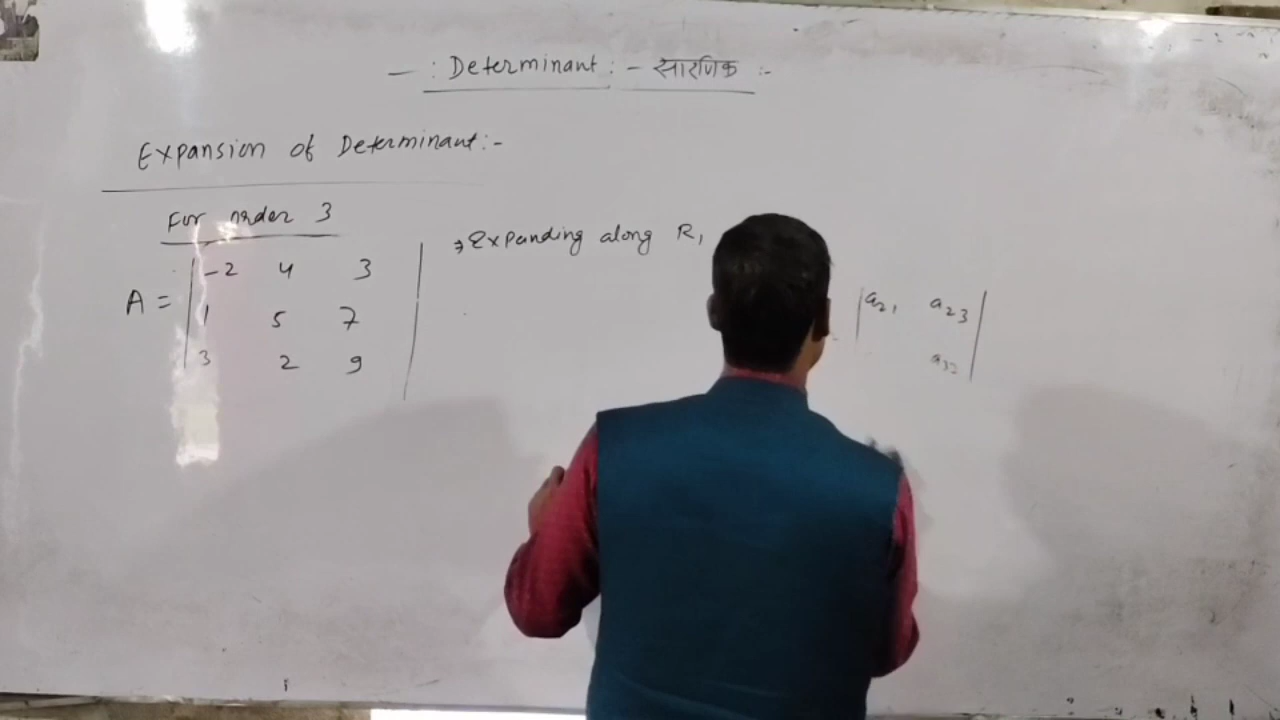 — : Determinant : - सारणिक :-
Expansion of Determinant:-
For order 3
A = | -2 4 3 |
| 1 5 7 |
| 3 2 9 |
⇒ Expanding along R₁
| a₂₁ a₂₃ |
a₃₂ |